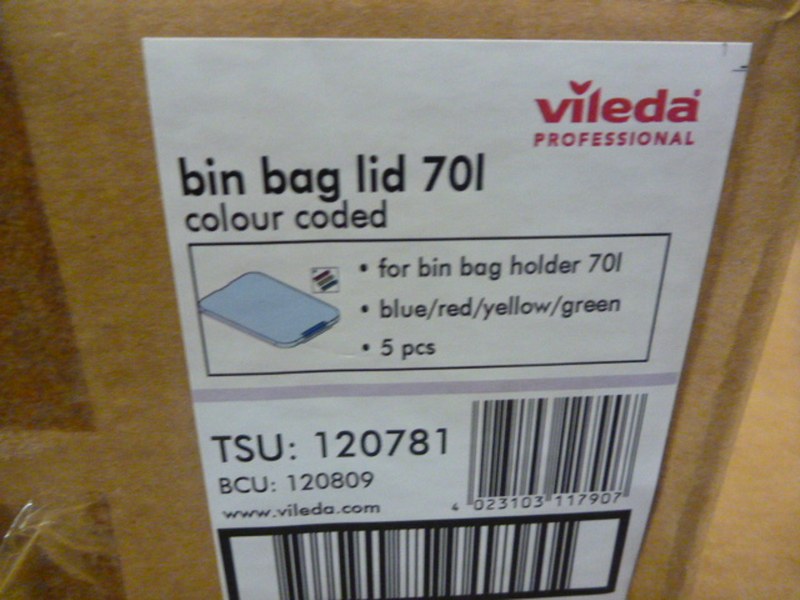 vileda
PROFESSIONAL
bin bag lid 70l
colour coded
• for bin bag holder 70l
• blue/red/yellow/green
• 5 pcs
TSU: 120781
BCU: 120809
www.vileda.com
4 023103 117907